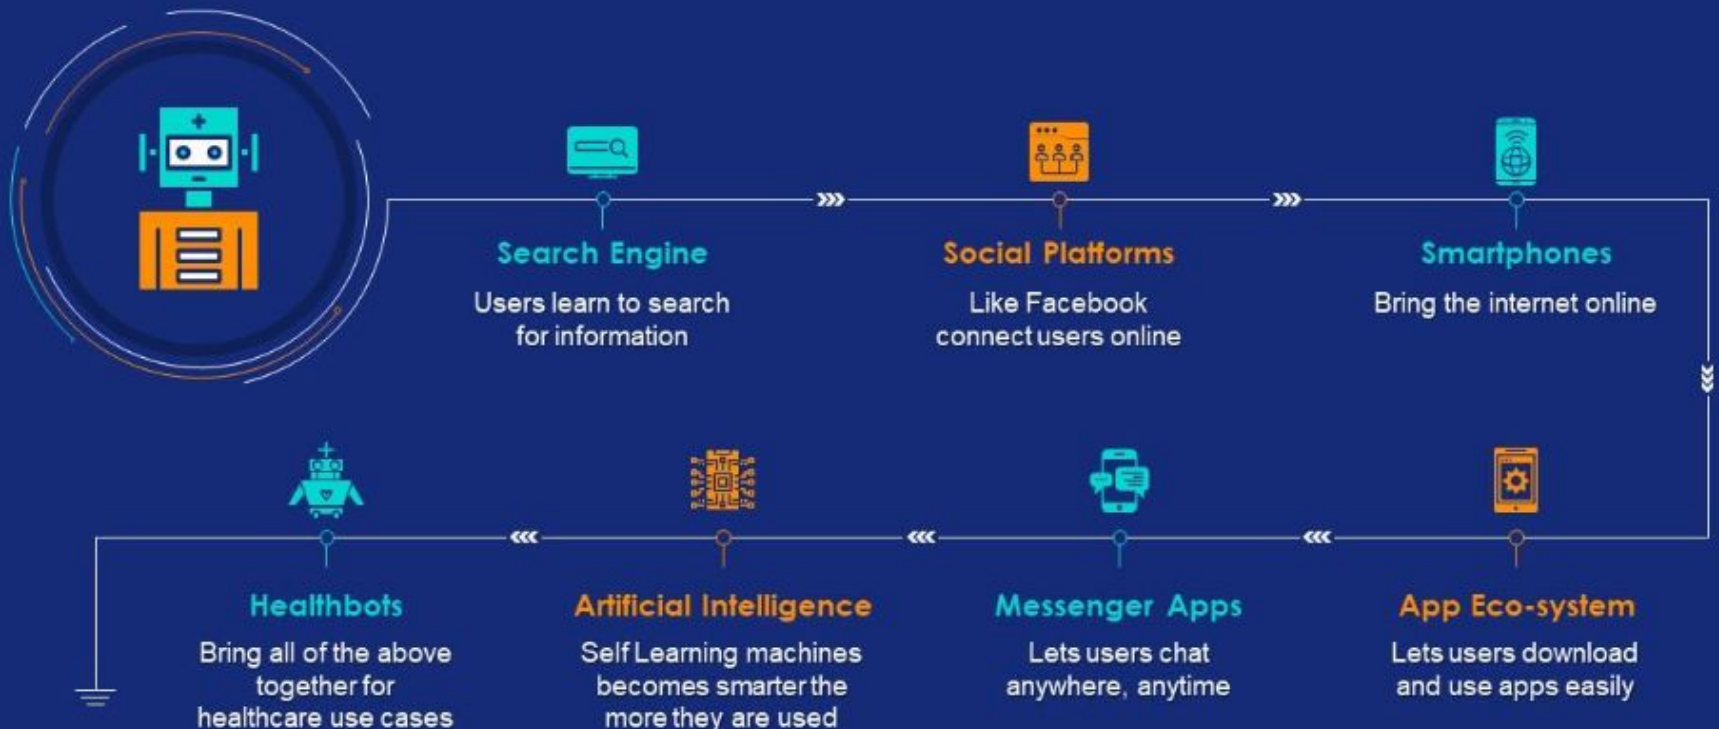 Search Engine
Users learn to search
for information
Social Platforms
Like Facebook
connect users online
Smartphones
Bring the internet online
App Eco-system
Lets users download
and use apps easily
Messenger Apps
Lets users chat
anywhere, anytime
Artificial Intelligence
Self Learning machines
becomes smarter the
more they are used
Healthbots
Bring all of the above
together for
healthcare use cases